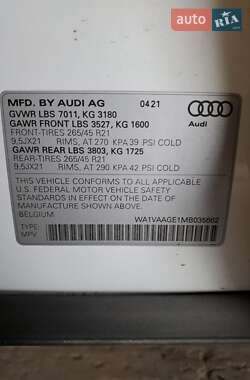 RIA.com
MFD. BY AUDI AG 04 21
GVWR LBS 7011, KG 3180
GAWR FRONT LBS 3527, KG 1600
FRONT-TIRES 265/45 R21
9.5JX21 RIMS, AT 270 KPA 39 PSI COLD
GAWR REAR LBS 3803, KG 1725
REAR-TIRES 265/45 R21
9.5JX21 RIMS, AT 290 KPA 42 PSI COLD
Audi
THIS VEHICLE CONFORMS TO ALL APPLICABLE
U.S. FEDERAL MOTOR VEHICLE SAFETY
STANDARDS IN EFFECT ON THE DATE OF
MANUFACTURE SHOWN ABOVE
BELGIUM WA1VAAGE1MB035662
TYPE:
MPV